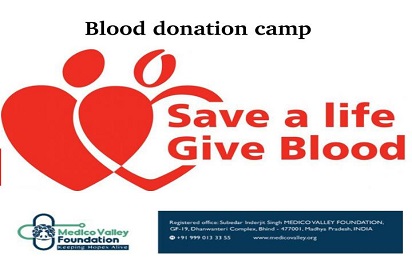 Blood donation camp
Save a life
Give Blood
Medico Valley
Foundation
Keeping Hopes Alive
Registered office: Subedar Inderjit Singh MEDICO VALLEY FOUNDATION,
GF-19, Dhanwanteri Complex, Bhind - 477001, Madhya Pradesh, INDIA
+91 999 013 33 55 www.medicovalley.org